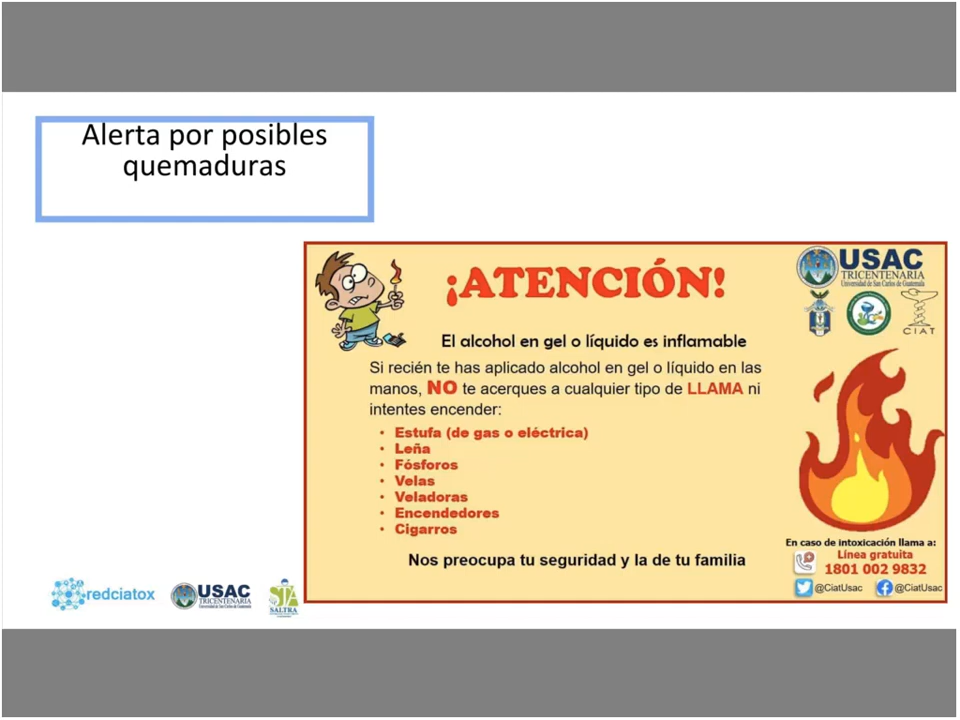 Alerta por posibles
quemaduras
¡ATENCIÓN!
USAC
TRICENTENARIA
Universidad de San Carlos de Guatemala
CIAT
El alcohol en gel o líquido es inflamable
Si recién te has aplicado alcohol en gel o líquido en las
manos, NO te acerques a cualquier tipo de LLAMA ni
intentes encender:
• Estufa (de gas o eléctrica)
• Leña
• Fósforos
• Velas
• Veladoras
• Encendedores
• Cigarros
Nos preocupa tu seguridad y la de tu familia
En caso de intoxicación llama a:
Línea gratuita
1801 002 9832
@CiatUsac
@CiatUsac
redciatox
USAC
TRICENTENARIA
Universidad de San Carlos de Guatemala
SALTRA